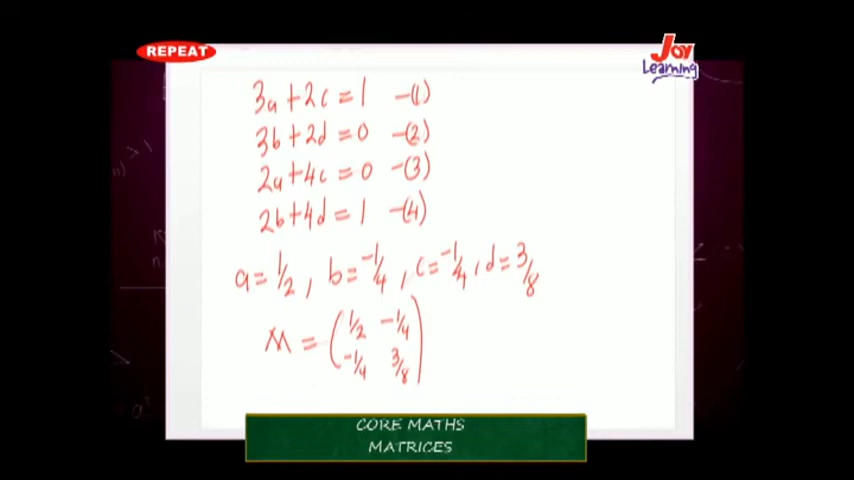 REPEAT
Joy
Learning
3a+2c=1 -(1)
3b+2d=0 -(2)
2a+4c=0 -(3)
2b+4d=1 -(4)
a=1/2, b=-1/4, c=-1/4, d=3/8
M = (1/2 -1/4
-1/4 3/8)
CORE MATHS
MATRICES